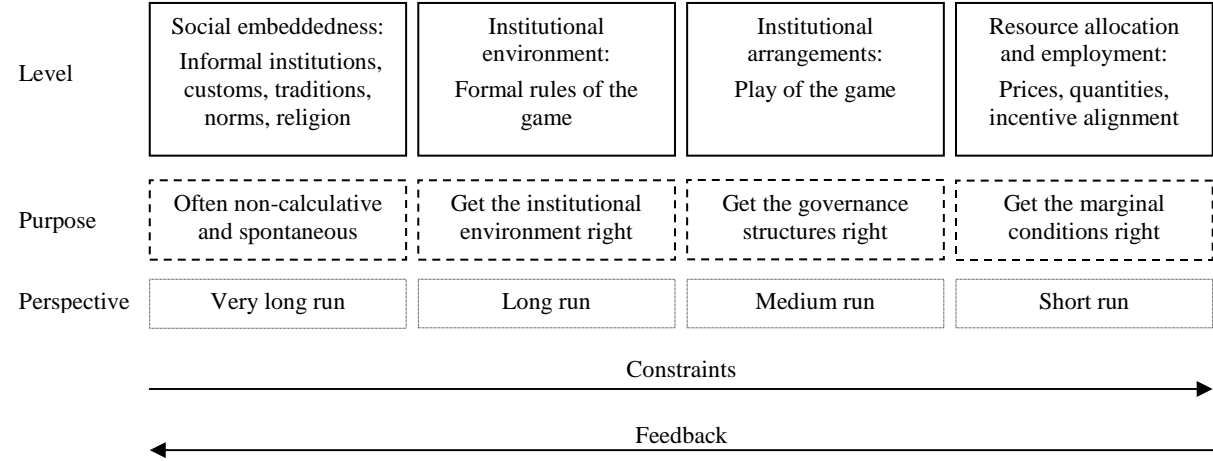 Level
Social embeddedness:
Informal institutions,
customs, traditions,
norms, religion
Institutional
environment:
Formal rules of the
game
Institutional
arrangements:
Play of the game
Resource allocation
and employment:
Prices, quantities,
incentive alignment
Purpose
Often non-calculative
and spontaneous
Get the institutional
environment right
Get the governance
structures right
Get the marginal
conditions right
Perspective
Very long run
Long run
Medium run
Short run
Constraints
Feedback